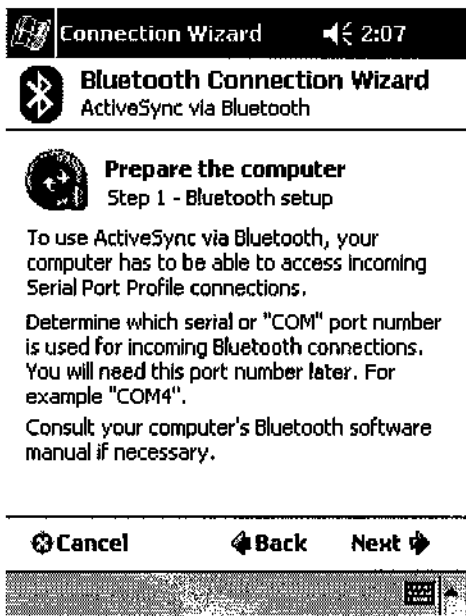 Connection Wizard 2:07
Bluetooth Connection Wizard
ActiveSync via Bluetooth
Prepare the computer
Step 1 - Bluetooth setup
To use ActiveSync via Bluetooth, your
computer has to be able to access incoming
Serial Port Profile connections.
Determine which serial or "COM" port number
is used for incoming Bluetooth connections.
You will need this port number later. For
example "COM4".
Consult your computer's Bluetooth software
manual if necessary.
Cancel Back Next